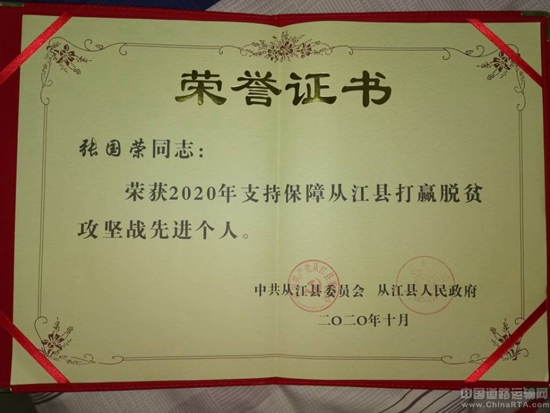 荣誉证书
张国荣同志：
荣获2020年支持保障从江县打赢脱贫
攻坚战先进个人。
中共从江县委员会 从江县人民政府
二〇二〇年十月
中国道路运输网
www.ChinaRTA.com